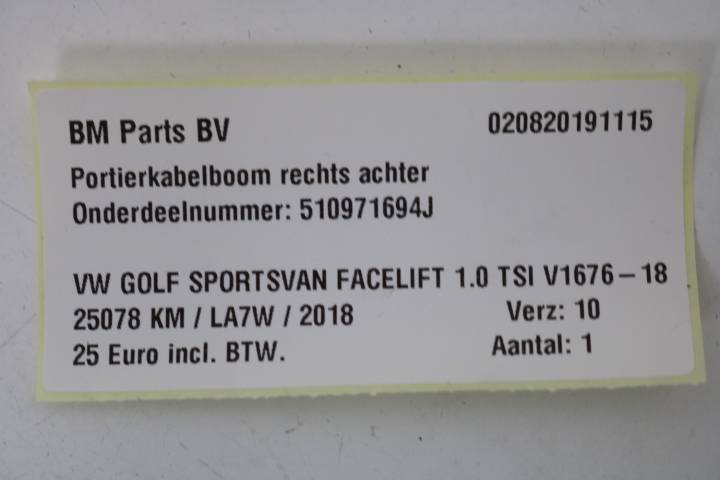 BM Parts BV 020820191115
Portierkabelboom rechts achter
Onderdeelnummer: 510971694J
VW GOLF SPORTSVAN FACELIFT 1.0 TSI V1676-18
25078 KM / LA7W / 2018 Verz: 10
25 Euro incl. BTW. Aantal: 1